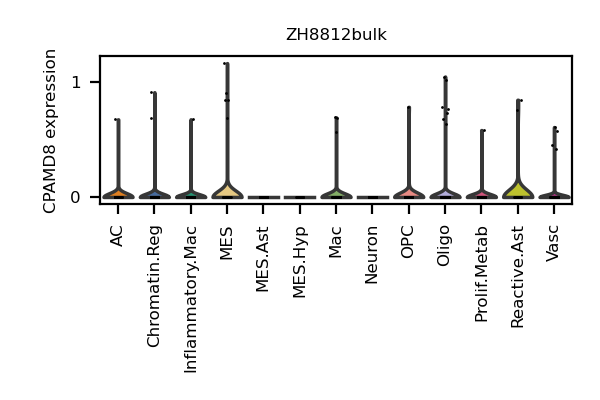 ZH8812bulk
CPAMD8 expression
1
0
AC
Chromatin.Reg
Inflammatory.Mac
MES
MES.Ast
MES.Hyp
Mac
Neuron
OPC
Oligo
Prolif.Metab
Reactive.Ast
Vasc